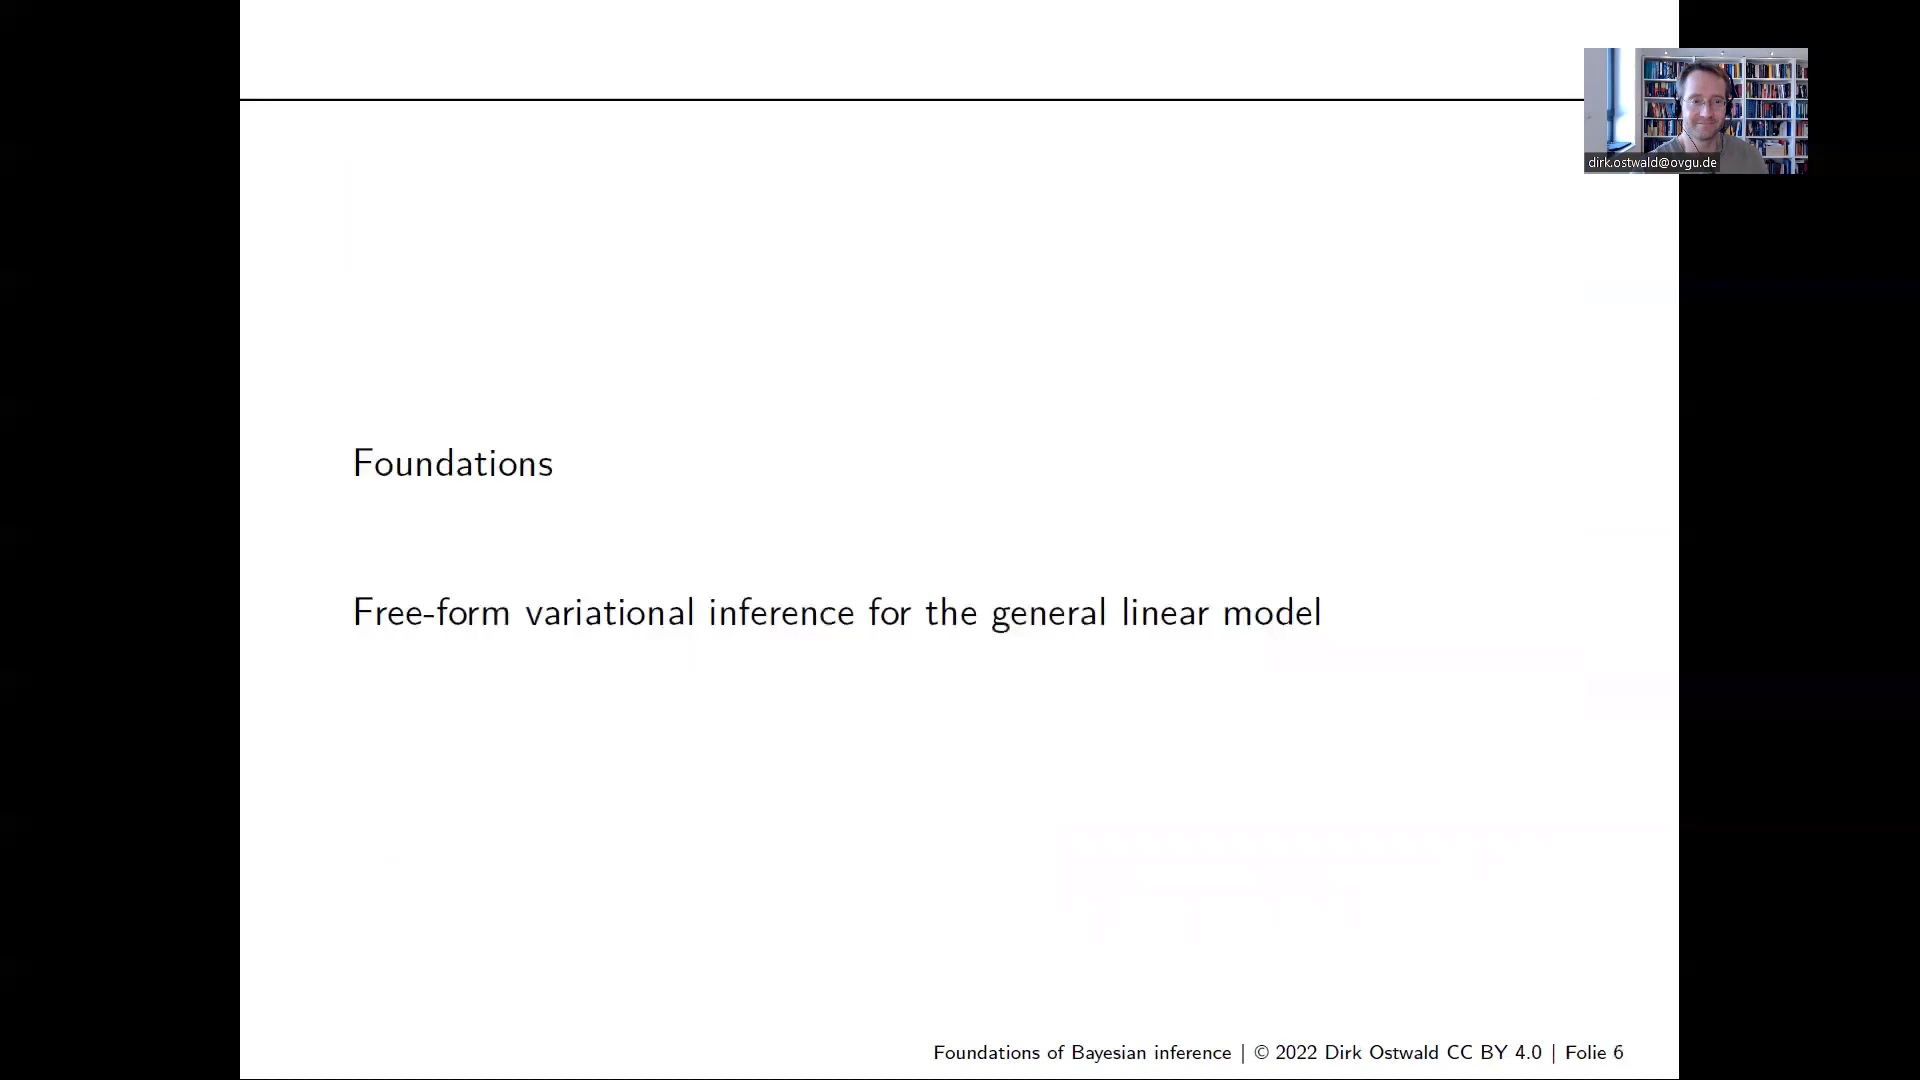 dirk.ostwald@ovgu.de
Foundations
Free-form variational inference for the general linear model
Foundations of Bayesian inference | © 2022 Dirk Ostwald CC BY 4.0 | Folie 6